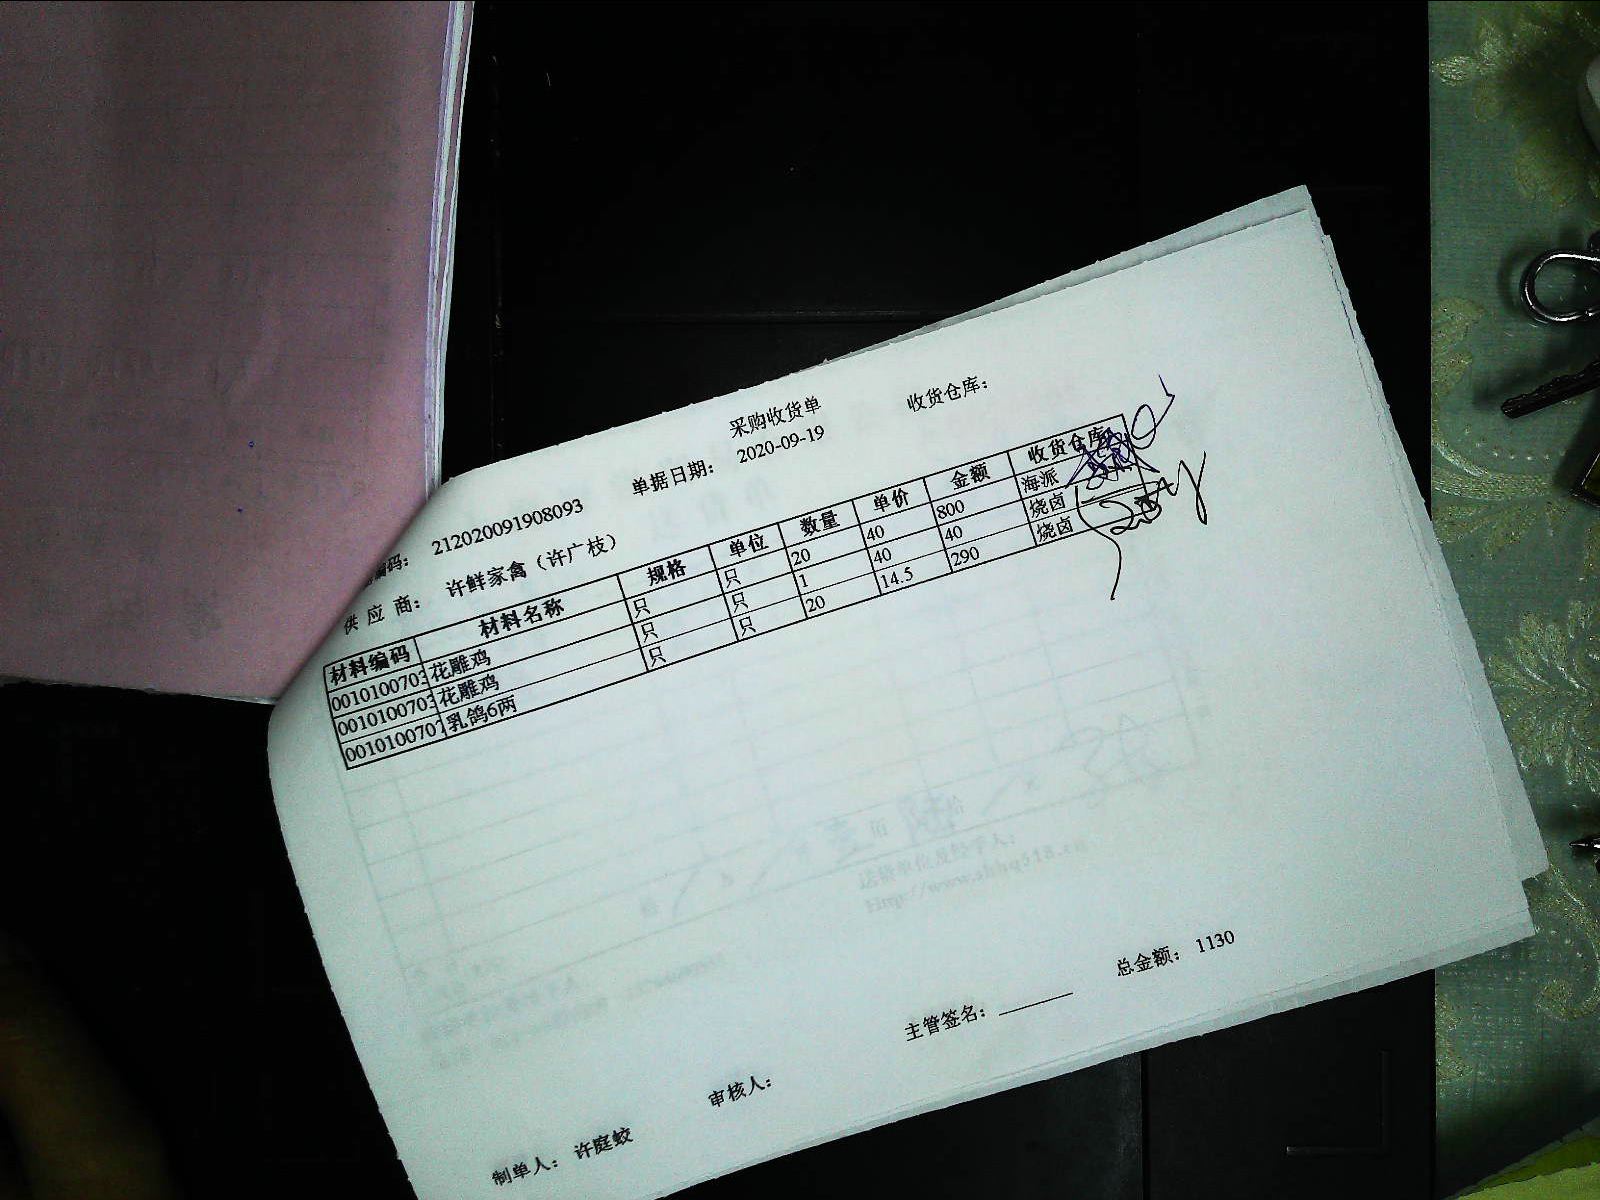 采购收货单
收货仓库：
编码： 212020091908093 单据日期： 2020-09-19
供 应 商： 许鲜家禽（许广枝）
材料编码 材料名称 规格 单位 数量 单价 金额 收货仓库
0010100703 花雕鸡 只 只 20 40 800 海派
0010100703 花雕鸡 只 只 1 40 40 烧卤
001010070 乳鸽6两 只 只 20 14.5 290 烧卤
制单人： 许庭蛟 审核人： 主管签名： 总金额： 1130